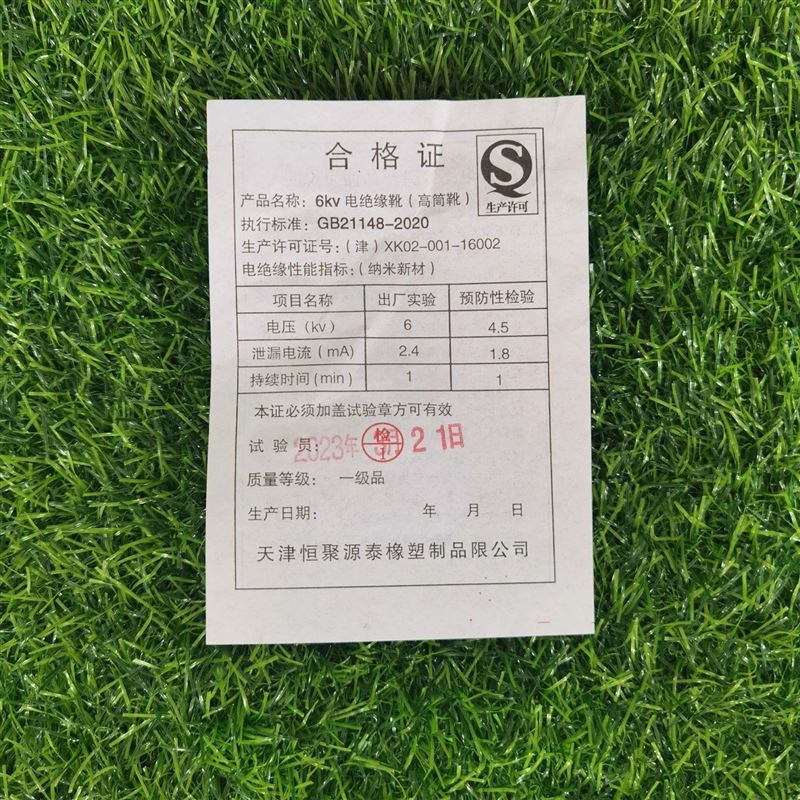 合格证
生产许可
产品名称：6kv 电绝缘靴（高筒靴）
执行标准：GB21148-2020
生产许可证号：（津）XK02-001-16002
电绝缘性能指标：（纳米新材）
项目名称 出厂实验 预防性检验
电压（kv） 6 4.5
泄漏电流（mA） 2.4 1.8
持续时间(min) 1 1
本证必须加盖试验章方可有效
试验员：2023年 检 1 月21日
质量等级：一级品
生产日期： 年 月 日
天津恒聚源泰橡塑制品限公司